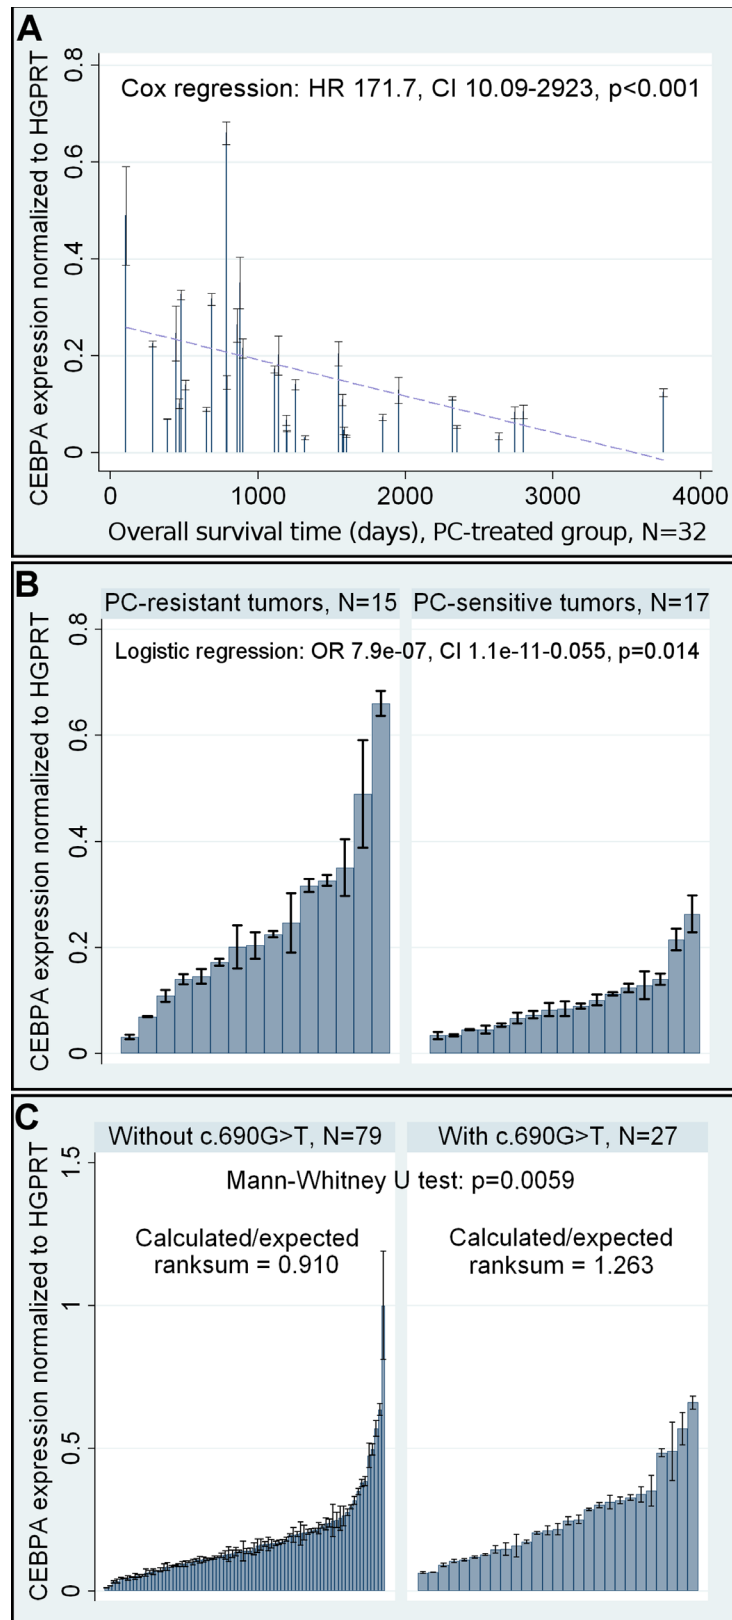 A
CEBPA expression normalized to HGPRT
0.8
0.6
0.4
0.2
0
Cox regression: HR 171.7, CI 10.09-2923, p<0.001
0 1000 2000 3000 4000
Overall survival time (days), PC-treated group, N=32
B
PC-resistant tumors, N=15 PC-sensitive tumors, N=17
CEBPA expression normalized to HGPRT
0.8
0.6
0.4
0.2
0
Logistic regression: OR 7.9e-07, CI 1.1e-11-0.055, p=0.014
C
Without c.690G>T, N=79 With c.690G>T, N=27
CEBPA expression normalized to HGPRT
1.5
1
0.5
0
Mann-Whitney U test: p=0.0059
Calculated/expected
ranksum = 0.910
Calculated/expected
ranksum = 1.263